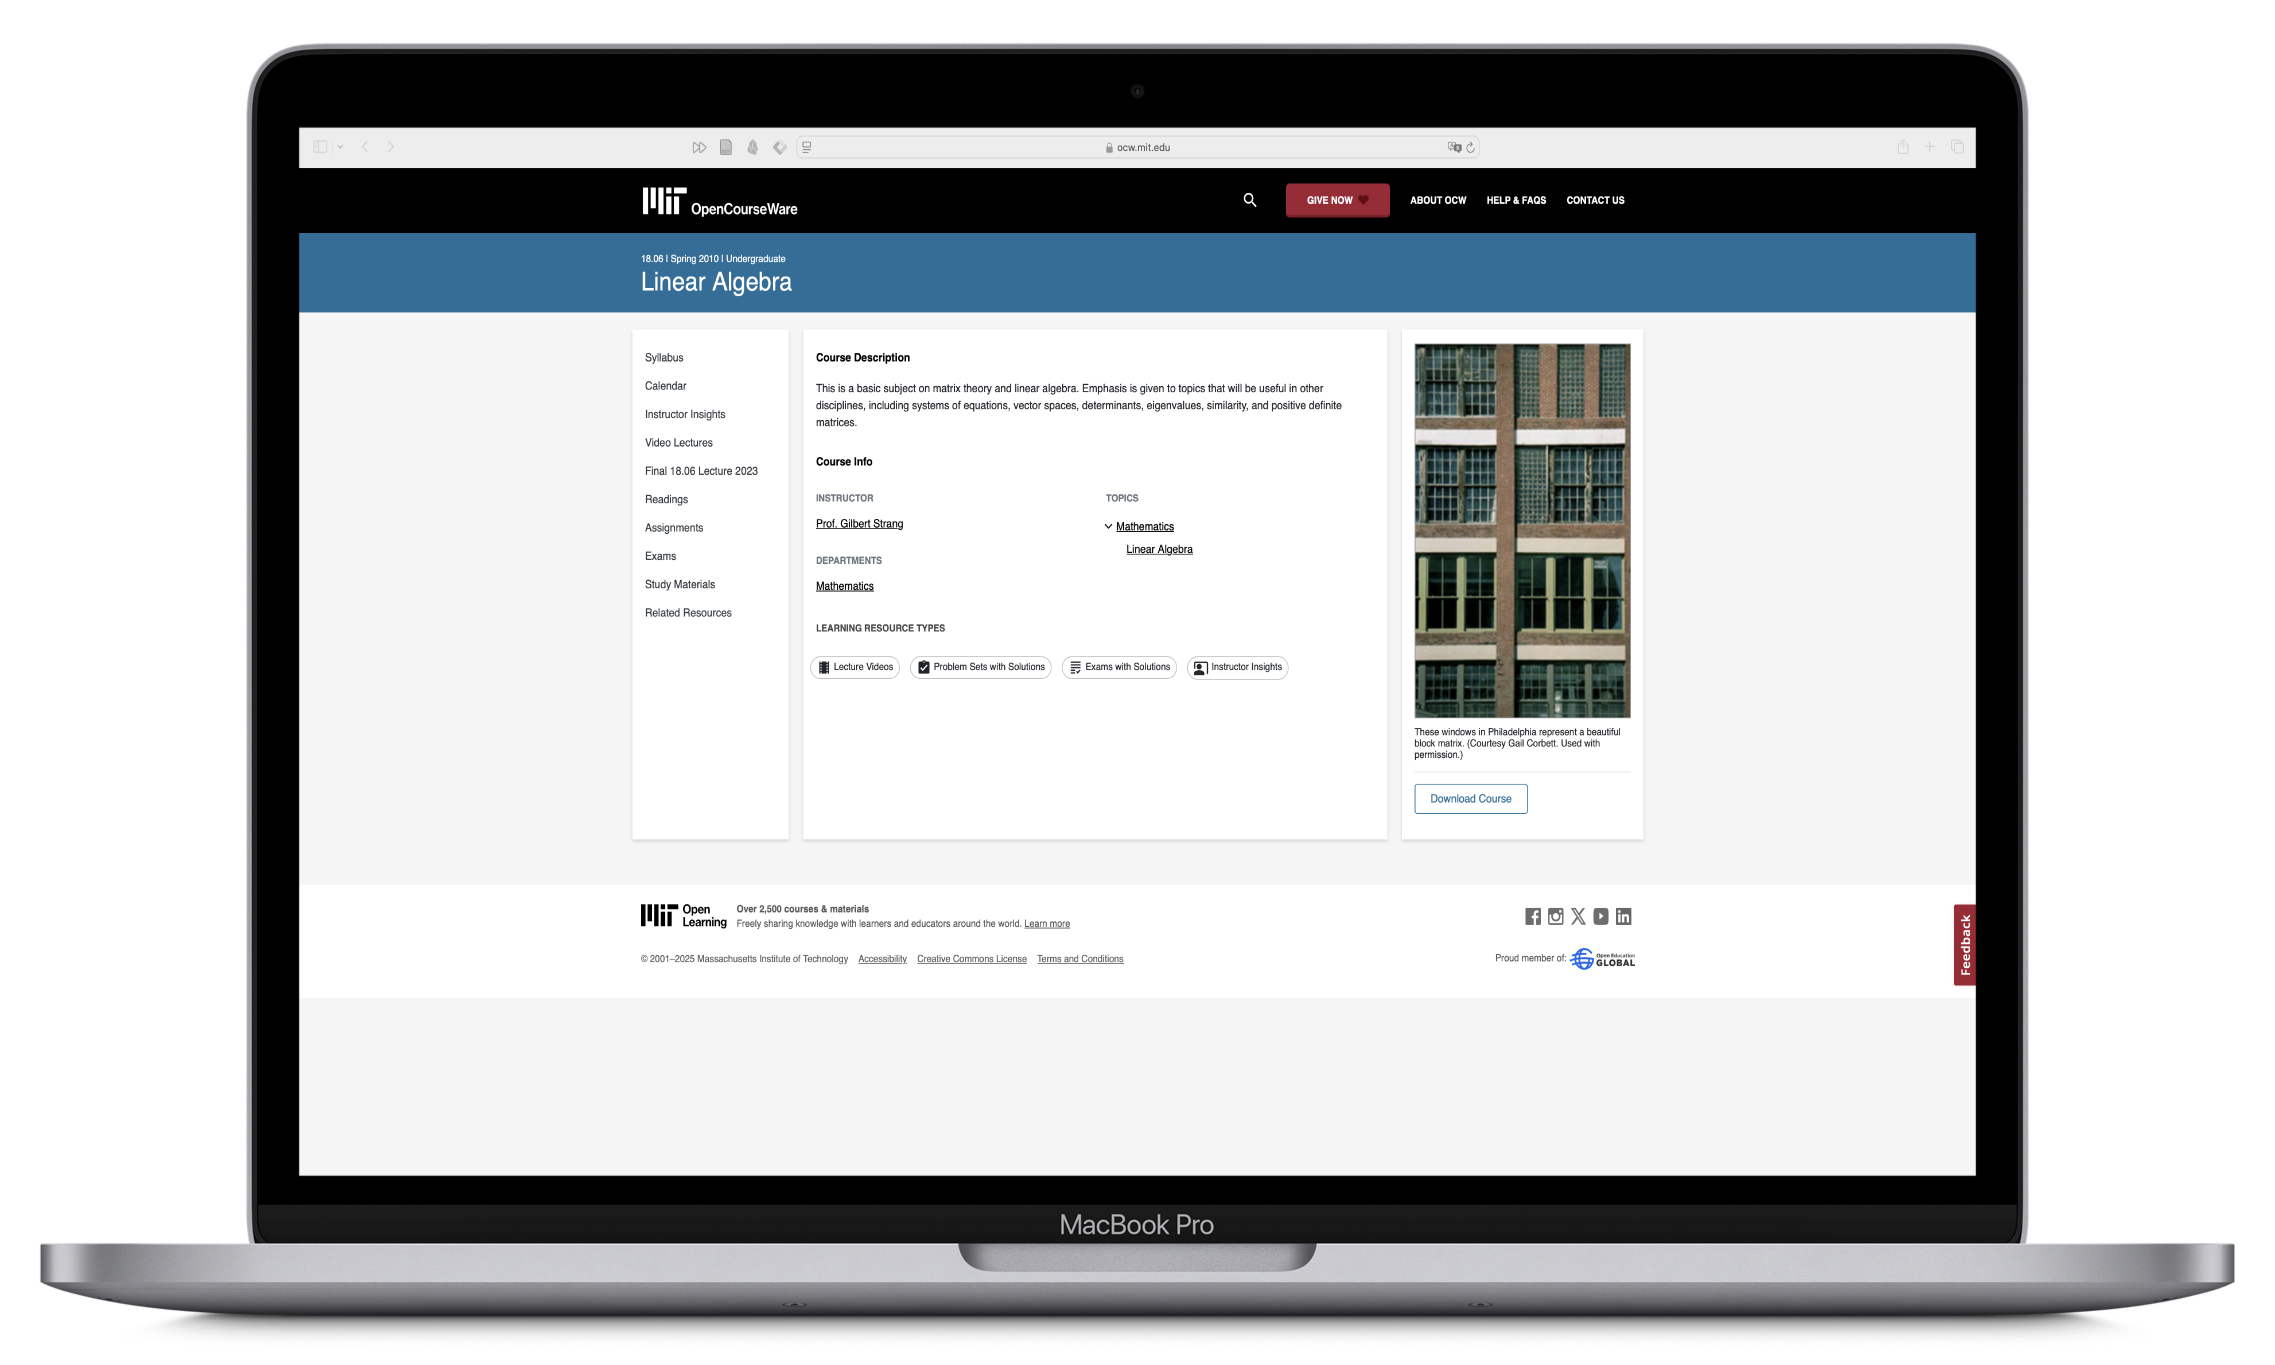 ocw.mit.edu
MIT OpenCourseWare
GIVE NOW
ABOUT OCW
HELP & FAQS
CONTACT US
18.06 | Spring 2010 | Undergraduate
Linear Algebra
Syllabus
Calendar
Instructor Insights
Video Lectures
Final 18.06 Lecture 2023
Readings
Assignments
Exams
Study Materials
Related Resources
Course Description
This is a basic subject on matrix theory and linear algebra. Emphasis is given to topics that will be useful in other
disciplines, including systems of equations, vector spaces, determinants, eigenvalues, similarity, and positive definite
matrices.
Course Info
INSTRUCTOR
Prof. Gilbert Strang
DEPARTMENTS
Mathematics
TOPICS
Mathematics
Linear Algebra
LEARNING RESOURCE TYPES
Lecture Videos
Problem Sets with Solutions
Exams with Solutions
Instructor Insights
These windows in Philadelphia represent a beautiful
block matrix. (Courtesy Gail Corbett. Used with
permission.)
Download Course
MIT Open
Learning
Over 2,500 courses & materials
Freely sharing knowledge with learners and educators around the world. Learn more
© 2001–2025 Massachusetts Institute of Technology Accessibility Creative Commons License Terms and Conditions
Proud member of: Open Education
GLOBAL
Feedback
MacBook Pro